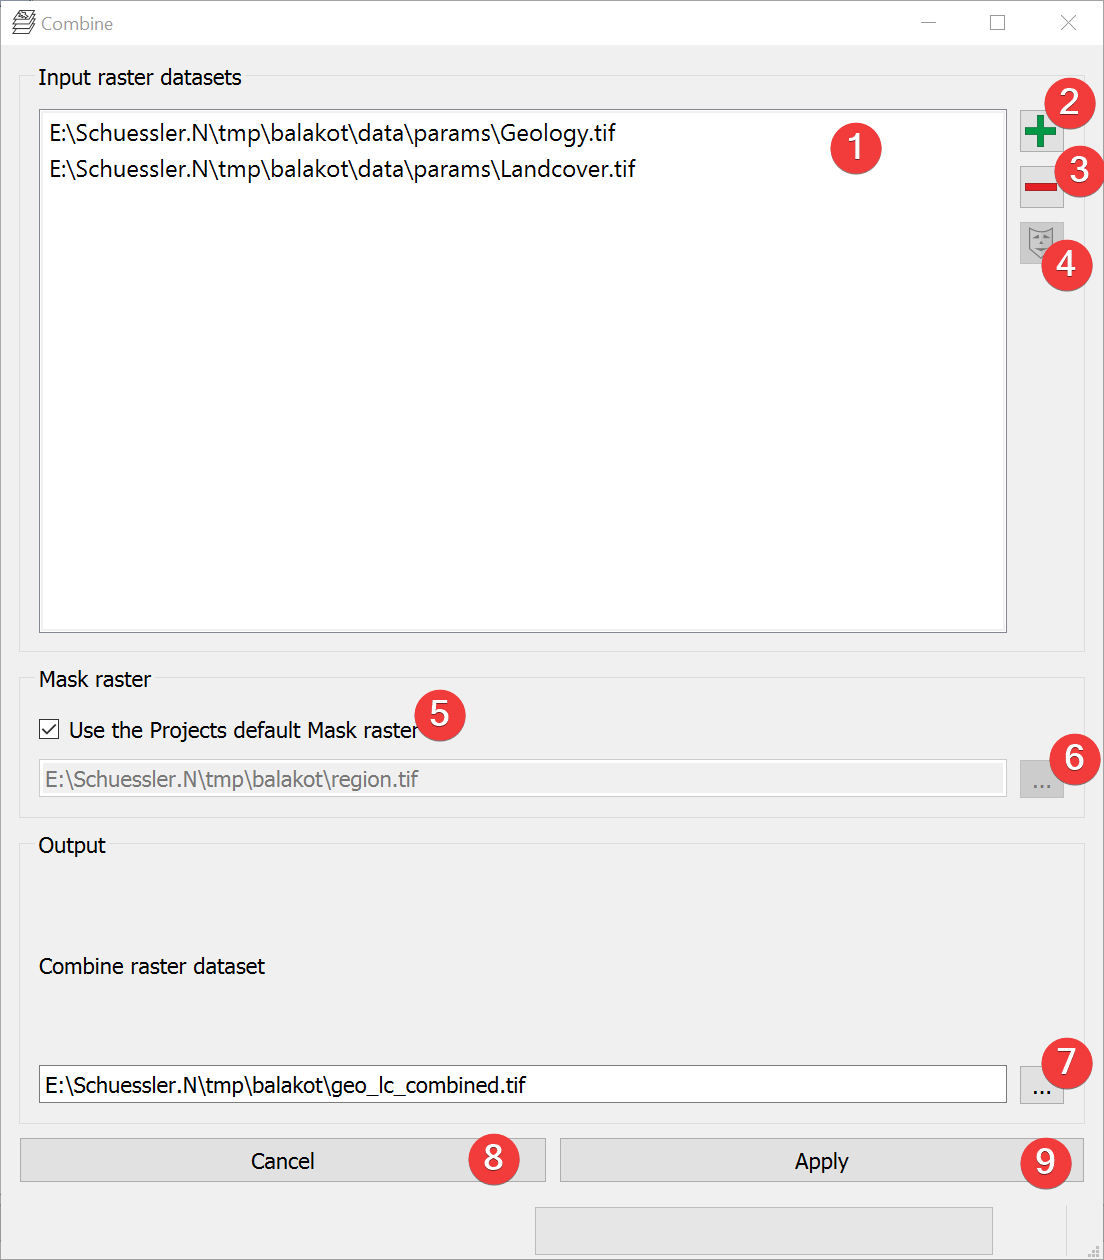 Combine
Input raster datasets
E:\Schuessler.N\tmp\balakot\data\params\Geology.tif
E:\Schuessler.N\tmp\balakot\data\params\Landcover.tif
1
2
3
4
Mask raster
Use the Projects default Mask raster
5
E:\Schuessler.N\tmp\balakot\region.tif
...
6
Output
Combine raster dataset
E:\Schuessler.N\tmp\balakot\geo_lc_combined.tif
...
7
Cancel
8
Apply
9